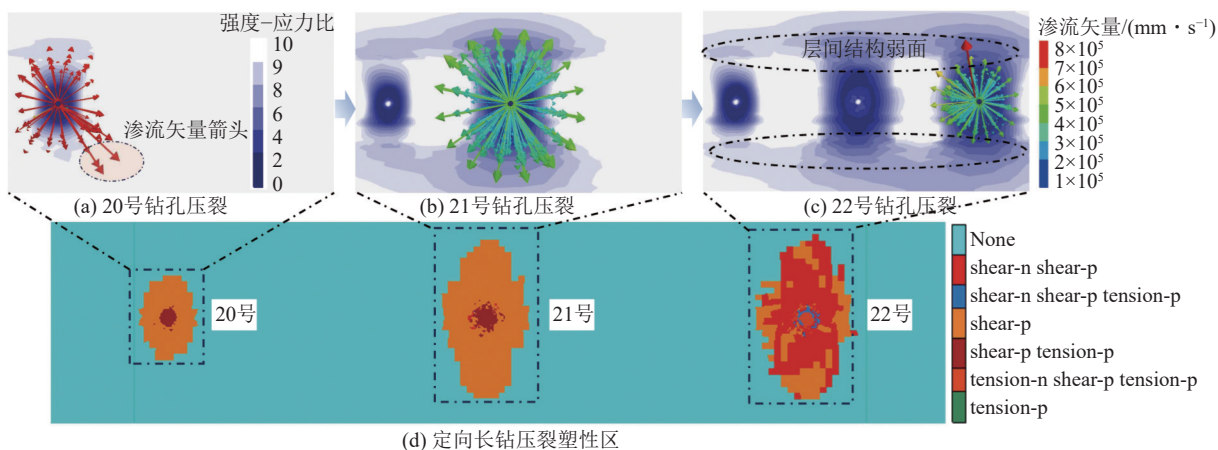 强度–应力比
10
9
8
6
4
2
0
渗流矢量箭头
层间结构弱面
渗流矢量/(mm·s⁻¹)
8×10⁵
7×10⁵
6×10⁵
5×10⁵
4×10⁵
3×10⁵
2×10⁵
1×10⁵
(a) 20号钻孔压裂
(b) 21号钻孔压裂
(c) 22号钻孔压裂
20号
21号
22号
None
shear-n shear-p
shear-n shear-p tension-p
shear-p
shear-p tension-p
tension-n shear-p tension-p
tension-p
(d) 定向长钻压裂塑性区